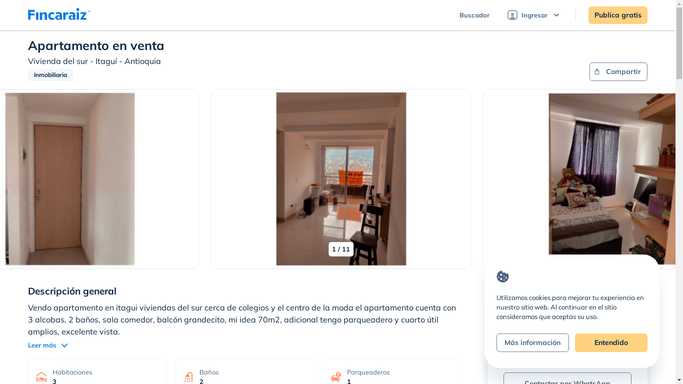 Fincaraiz
Buscador
Ingresar
Publica gratis
Apartamento en venta
Vivienda del sur - Itaguí - Antioquia
Inmobiliaria
Compartir
1 / 11
Descripción general
Vendo apartamento en itagui viviendas del sur cerca de colegios y el centro de la moda el apartamento cuenta con
3 alcobas, 2 baños, sala comedor, balcón grandecito, mi idea 70m2, adicional tengo parqueadero y cuarto útil
amplios, excelente vista.
Leer más
Habitaciones
3
Baños
2
Parqueaderos
1
Utilizamos cookies para mejorar tu experiencia en
nuestro sitio web. Al continuar en el sitio
consideramos que aceptas su uso.
Más información
Entendido
Contactar por WhatsApp